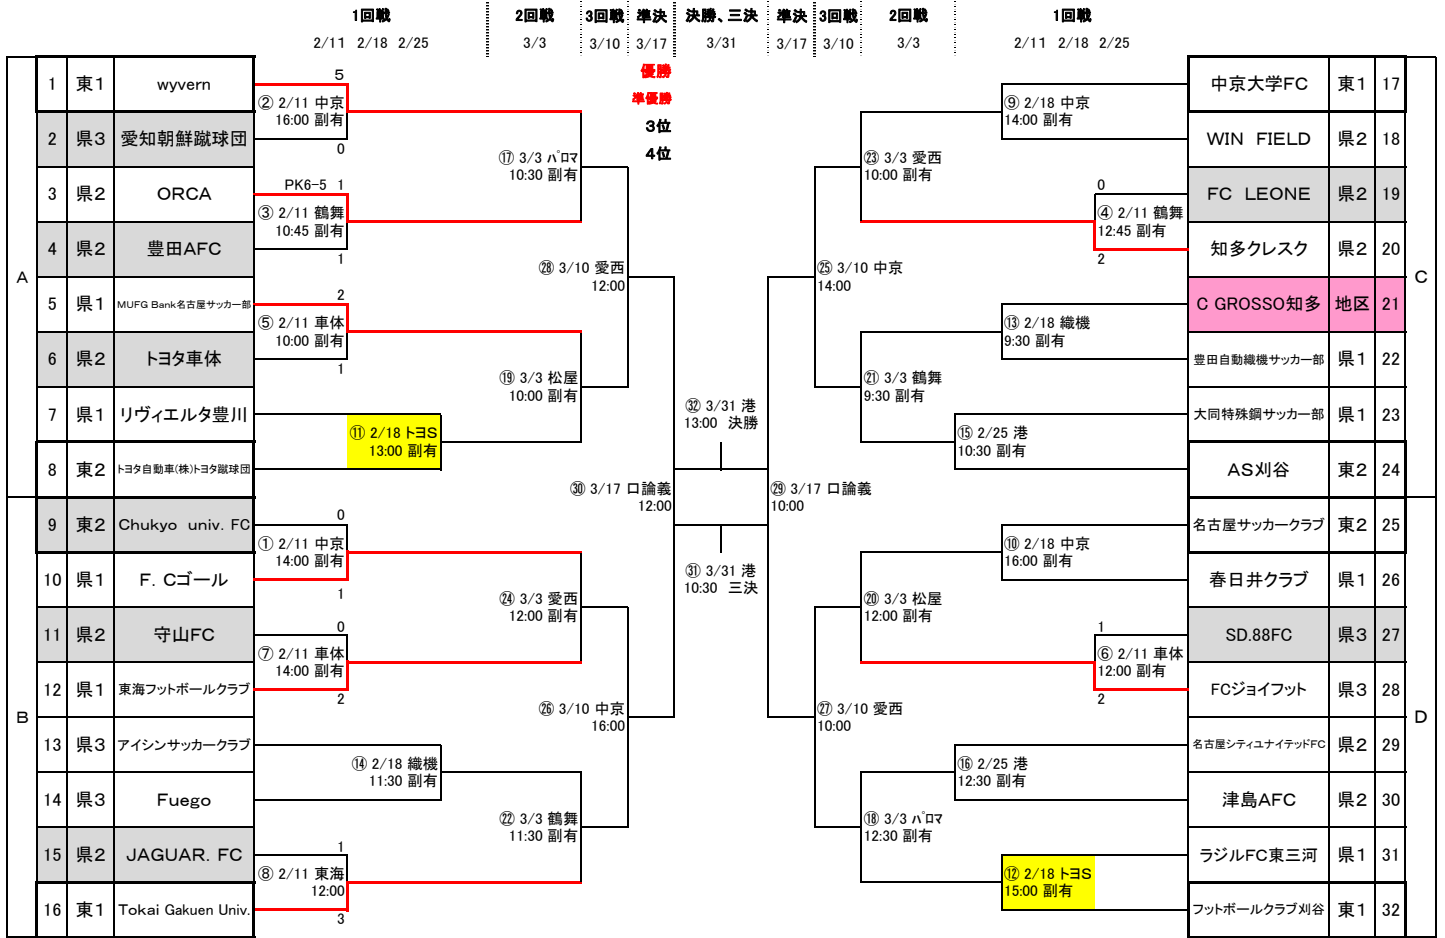 1回戦 2回戦 3回戦 準決 決勝、三決 準決 3回戦 2回戦 1回戦
2/11 2/18 2/25 3/3 3/10 3/17 3/31 3/17 3/10 3/3 2/11 2/18 2/25
優勝
準優勝
3位
4位
A
1 東1 wyvern
5
② 2/11 中京
16:00 副有
2 県3 愛知朝鮮蹴球団
0
⑰ 3/3 パロマ
10:30 副有
3 県2 ORCA
PK6-5 1
③ 2/11 鶴舞
10:45 副有
4 県2 豊田AFC
1
㉘ 3/10 愛西
12:00
5 県1 MUFG Bank名古屋サッカー部
2
⑤ 2/11 車体
10:00 副有
6 県2 トヨタ車体
1
⑲ 3/3 松屋
10:00 副有
7 県1 リヴィエルタ豊川
⑪ 2/18 トヨS
13:00 副有
8 東2 トヨタ自動車(株)トヨタ蹴球団
㉚ 3/17 口論義
12:00
B
9 東2 Chukyo univ. FC
0
① 2/11 中京
14:00 副有
10 県1 F. Cゴール
1
㉔ 3/3 愛西
12:00 副有
11 県2 守山FC
0
⑦ 2/11 車体
14:00 副有
12 県1 東海フットボールクラブ
2
㉖ 3/10 中京
16:00
13 県3 アイシンサッカークラブ
⑭ 2/18 織機
11:30 副有
14 県3 Fuego
㉒ 3/3 鶴舞
11:30 副有
15 県2 JAGUAR. FC
1
⑧ 2/11 東海
12:00
16 東1 Tokai Gakuen Univ.
3
㉜ 3/31 港
13:00 決勝
㉛ 3/31 港
10:30 三決
C
中京大学FC 東1 17
⑨ 2/18 中京
14:00 副有
WIN FIELD 県2 18
㉓ 3/3 愛西
10:00 副有
0
FC LEONE 県2 19
④ 2/11 鶴舞
12:45 副有
知多クレスク 県2 20
2
㉕ 3/10 中京
14:00
C GROSSO知多 地区 21
⑬ 2/18 織機
9:30 副有
豊田自動織機サッカー部 県1 22
㉑ 3/3 鶴舞
9:30 副有
大同特殊鋼サッカー部 県1 23
⑮ 2/25 港
10:30 副有
AS刈谷 東2 24
㉙ 3/17 口論義
10:00
D
名古屋サッカークラブ 東2 25
⑩ 2/18 中京
16:00 副有
春日井クラブ 県1 26
⑳ 3/3 松屋
12:00 副有
1
SD.88FC 県3 27
⑥ 2/11 車体
12:00 副有
FCジョイフット 県3 28
2
㉗ 3/10 愛西
10:00
名古屋シティユナイテッドFC 県2 29
⑯ 2/25 港
12:30 副有
津島AFC 県2 30
⑱ 3/3 パロマ
12:30 副有
ラジルFC東三河 県1 31
⑫ 2/18 トヨS
15:00 副有
フットボールクラブ刈谷 東1 32